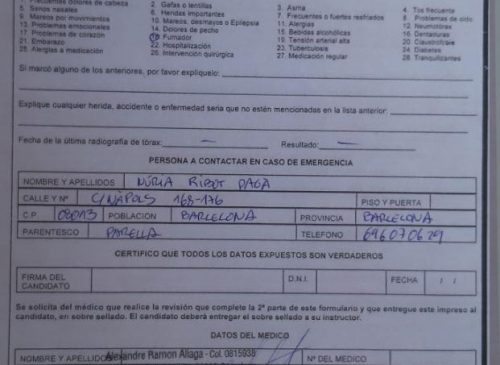 1. Frecuentes dolores de cabeza 2. Gafas o lentillas 3. Asma 4. Tos frecuente
5. Senos nasales 6. Heridas importantes 7. Frecuentes o fuertes resfriados 8. Problemas de oído
9. Mareos por movimientos 10. Mareos, desmayos o Epilepsia 11. Alergias 12. Neumotórax
13. Problemas emocionales 14. Dolores de pecho 15. Bebidas alcohólicas 16. Dentaduras
17. Problemas de corazón Fumador 19. Tensión arterial alta 20. Claustrofobia
21. Embarazo 22. Hospitalización 23. Tuberculosis 24. Diabetes
25. Alergias a medicación 26. Intervención quirúrgica 27. Medicación regular 28. Tranquilizantes
Si marcó alguno de los anteriores, por favor explíquelo:
Explique cualquier herida, accidente o enfermedad seria que no estén mencionadas en la lista anterior:
Fecha de la última radiografía de tórax: — Resultado: —
PERSONA A CONTACTAR EN CASO DE EMERGENCIA
NOMBRE Y APELLIDOS NÚRIA RIBOT
CALLE Y Nº C/NÀPOLS 168-176 PISO Y PUERTA
C.P. 08013 POBLACIÓN BARCELONA PROVINCIA BARCELONA
PARENTESCO PARELLA TELEFONO 696070629
CERTIFICO QUE TODOS LOS DATOS EXPUESTOS SON VERDADEROS
FIRMA DEL CANDIDATO D.N.I. FECHA / /
Se solicita del médico que realice la revisión que complete la 2ª parte de este formulario y que entregue este impreso al
candidato, en sobre sellado. El candidato deberá entregar el sobre sellado a su instructor.
DATOS DEL MEDICO
NOMBRE Y APELLIDOS Alexandre Ramon Aliaga - Col. 0815938 Nº DEL MEDICO